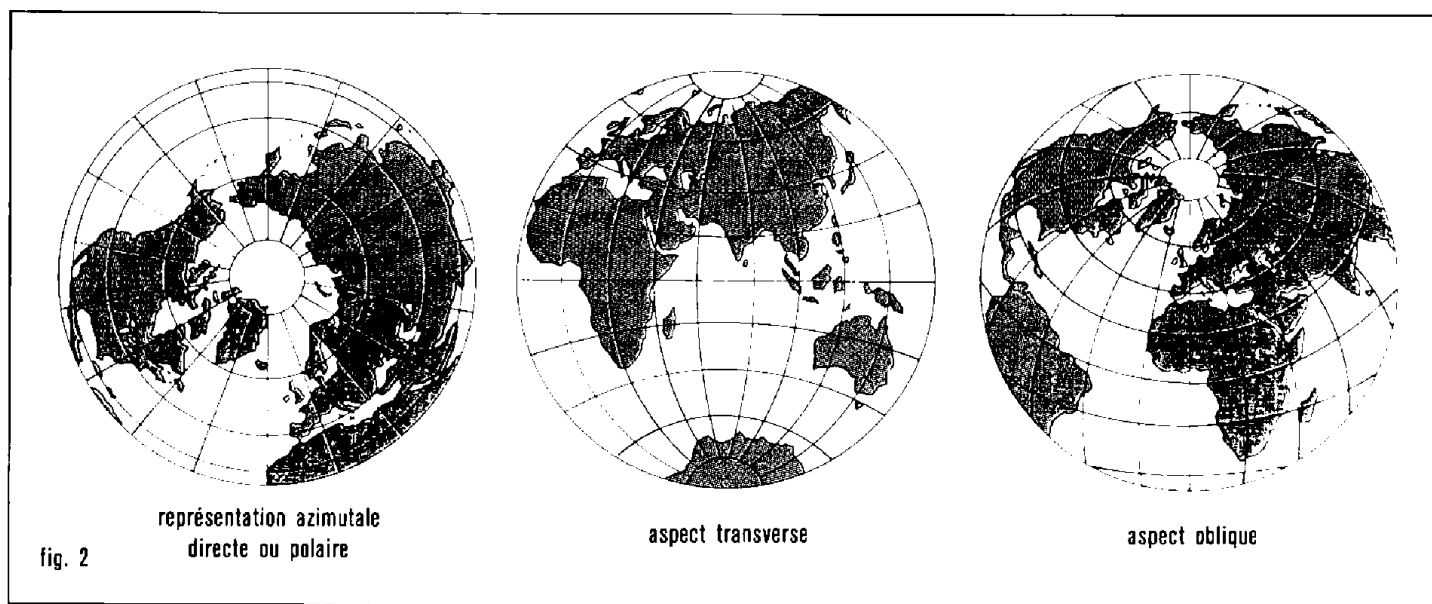 représentation azimutale
directe ou polaire
aspect transverse
aspect oblique
fig. 2